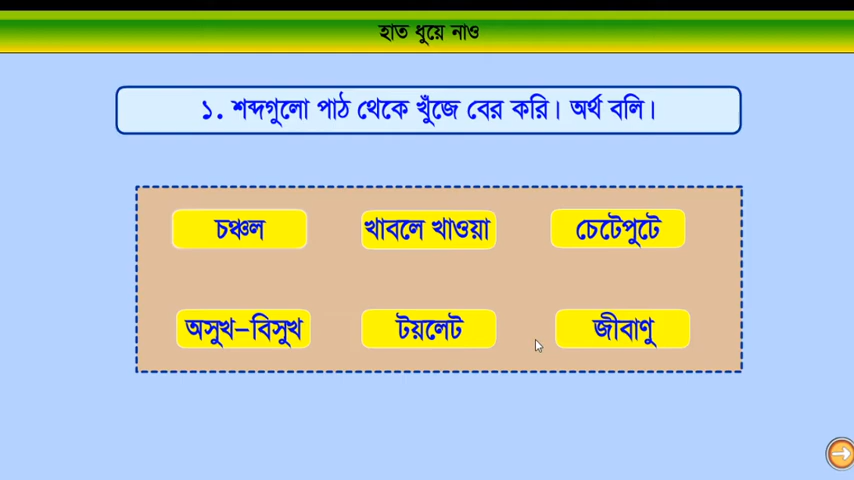 হাত ধুয়ে নাও
১. শব্দগুলো পাঠ থেকে খুঁজে বের করি। অর্থ বলি।
চঞ্চল খাবলে খাওয়া চেটেপুটে
অসুখ-বিসুখ টয়লেট জীবাণু